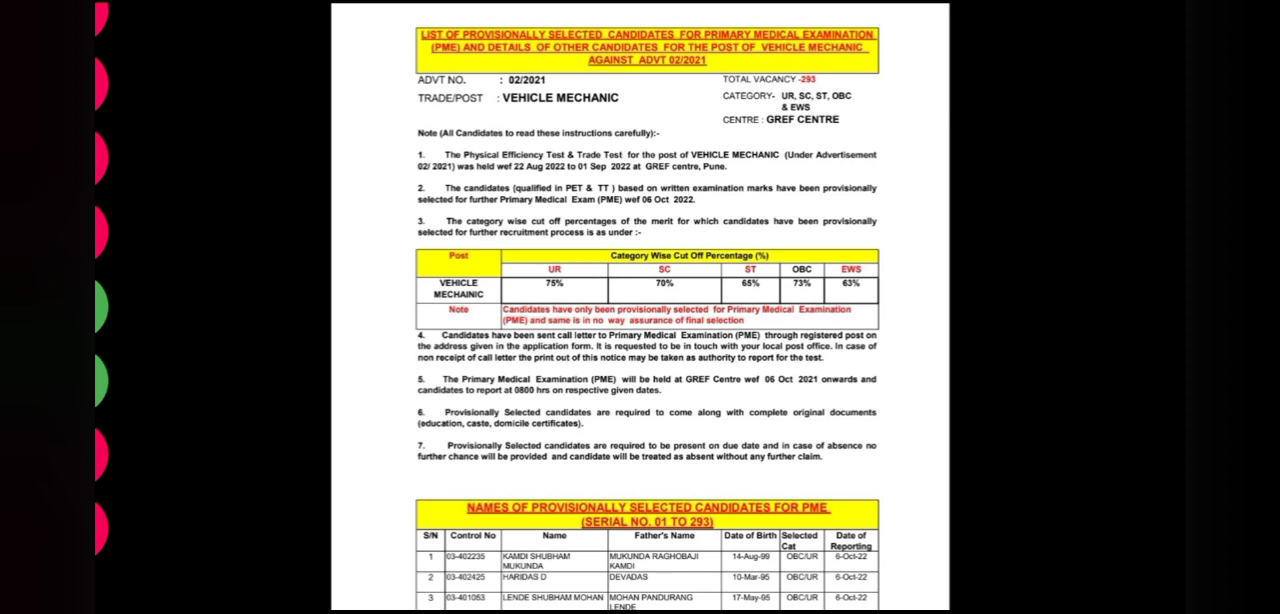 LIST OF PROVISIONALLY SELECTED CANDIDATES FOR PRIMARY MEDICAL EXAMINATION
(PME) AND DETAILS OF OTHER CANDIDATES FOR THE POST OF VEHICLE MECHANIC
AGAINST ADVT 02/2021
ADVT NO. : 02/2021 TOTAL VACANCY -293
TRADE/POST : VEHICLE MECHANIC CATEGORY- UR, SC, ST, OBC
& EWS
CENTRE : GREF CENTRE
Note (All Candidates to read these instructions carefully):-
1. The Physical Efficiency Test & Trade Test for the post of VEHICLE MECHANIC (Under Advertisement
02/ 2021) was held wef 22 Aug 2022 to 01 Sep 2022 at GREF centre, Pune.
2. The candidates (qualified in PET & TT ) based on written examination marks have been provisionally
selected for further Primary Medical Exam (PME) wef 06 Oct 2022.
3. The category wise cut off percentages of the merit for which candidates have been provisionally
selected for further recruitment process is as under :-
Post Category Wise Cut Off Percentage (%)
UR SC ST OBC EWS
VEHICLE 75% 70% 65% 73% 63%
MECHAINIC
Note Candidates have only been provisionally selected for Primary Medical Examination
(PME) and same is in no way assurance of final selection
4. Candidates have been sent call letter to Primary Medical Examination (PME) through registered post on
the address given in the application form. It is requested to be in touch with your local post office. In case of
non receipt of call letter the print out of this notice may be taken as authority to report for the test.
5. The Primary Medical Examination (PME) will be held at GREF Centre wef 06 Oct 2021 onwards and
candidates to report at 0800 hrs on respective given dates.
6. Provisionally Selected candidates are required to come along with complete original documents
(education, caste, domicile certificates).
7. Provisionally Selected candidates are required to be present on due date and in case of absence no
further chance will be provided and candidate will be treated as absent without any further claim.
NAMES OF PROVISIONALLY SELECTED CANDIDATES FOR PME
(SERIAL NO. 01 TO 293)
S/N Control No Name Father's Name Date of Birth Selected Date of
Cat Reporting
1 03-402235 KAMDI SHUBHAM MUKUNDA RAGHOBAJI 14-Aug-99 OBC/UR 6-Oct-22
MUKUNDA KAMDI
2 03-402425 HARIDAS D DEVADAS 10-Mar-95 OBC/UR 6-Oct-22
3 03-401053 LENDE SHUBHAM MOHAN MOHAN PANDURANG 17-May-95 OBC/UR 6-Oct-22
LENDE